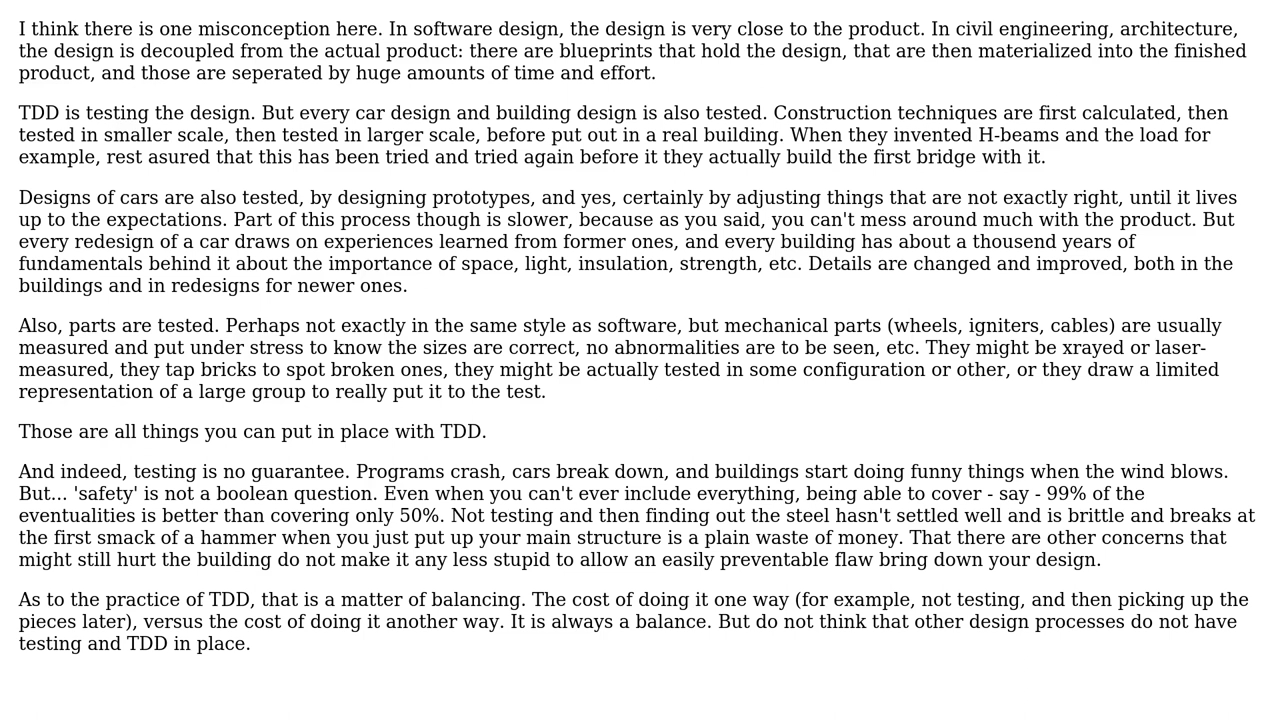 I think there is one misconception here. In software design, the design is very close to the product. In civil engineering, architecture,
the design is decoupled from the actual product: there are blueprints that hold the design, that are then materialized into the finished
product, and those are seperated by huge amounts of time and effort.
TDD is testing the design. But every car design and building design is also tested. Construction techniques are first calculated, then
tested in smaller scale, then tested in larger scale, before put out in a real building. When they invented H-beams and the load for
example, rest asured that this has been tried and tried again before it they actually build the first bridge with it.
Designs of cars are also tested, by designing prototypes, and yes, certainly by adjusting things that are not exactly right, until it lives
up to the expectations. Part of this process though is slower, because as you said, you can't mess around much with the product. But
every redesign of a car draws on experiences learned from former ones, and every building has about a thousend years of
fundamentals behind it about the importance of space, light, insulation, strength, etc. Details are changed and improved, both in the
buildings and in redesigns for newer ones.
Also, parts are tested. Perhaps not exactly in the same style as software, but mechanical parts (wheels, igniters, cables) are usually
measured and put under stress to know the sizes are correct, no abnormalities are to be seen, etc. They might be xrayed or laser-
measured, they tap bricks to spot broken ones, they might be actually tested in some configuration or other, or they draw a limited
representation of a large group to really put it to the test.
Those are all things you can put in place with TDD.
And indeed, testing is no guarantee. Programs crash, cars break down, and buildings start doing funny things when the wind blows.
But... 'safety' is not a boolean question. Even when you can't ever include everything, being able to cover - say - 99% of the
eventualities is better than covering only 50%. Not testing and then finding out the steel hasn't settled well and is brittle and breaks at
the first smack of a hammer when you just put up your main structure is a plain waste of money. That there are other concerns that
might still hurt the building do not make it any less stupid to allow an easily preventable flaw bring down your design.
As to the practice of TDD, that is a matter of balancing. The cost of doing it one way (for example, not testing, and then picking up the
pieces later), versus the cost of doing it another way. It is always a balance. But do not think that other design processes do not have
testing and TDD in place.